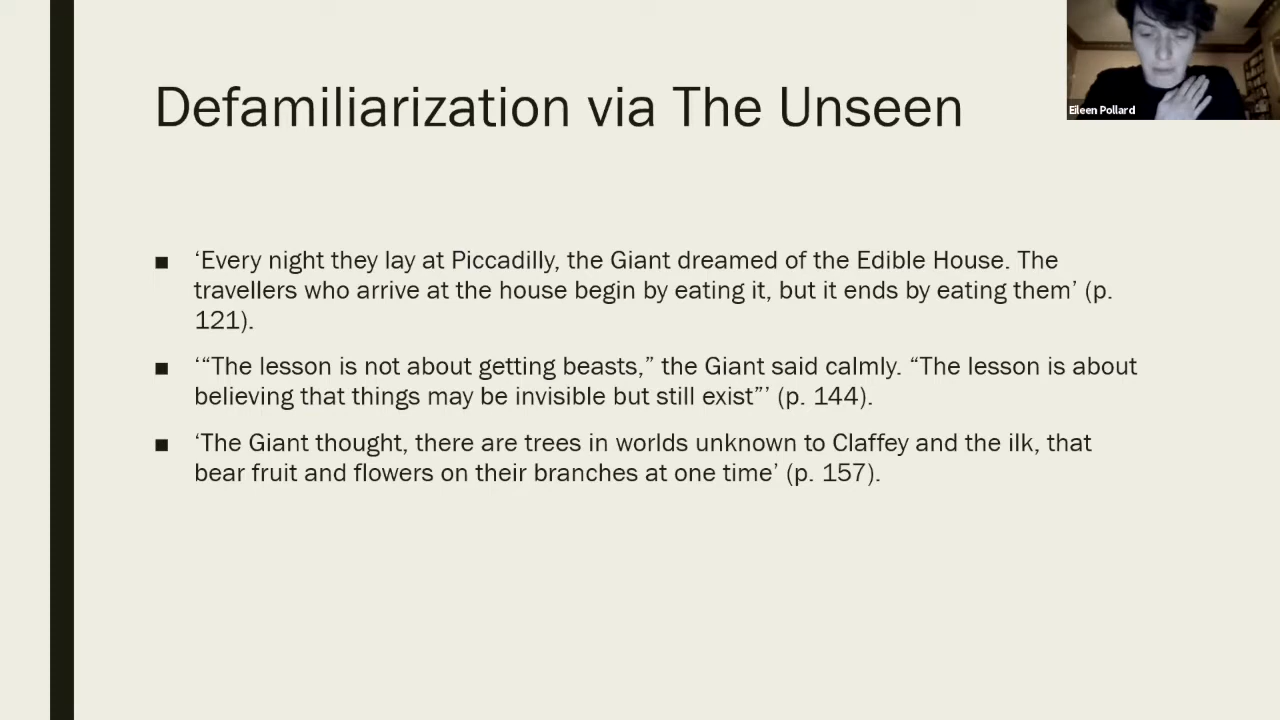 Defamiliarization via The Unseen
Eileen Pollard
■ ‘Every night they lay at Piccadilly, the Giant dreamed of the Edible House. The
travellers who arrive at the house begin by eating it, but it ends by eating them’ (p.
121).
■ ‘“The lesson is not about getting beasts,” the Giant said calmly. “The lesson is about
believing that things may be invisible but still exist”’ (p. 144).
■ ‘The Giant thought, there are trees in worlds unknown to Claffey and the ilk, that
bear fruit and flowers on their branches at one time’ (p. 157).